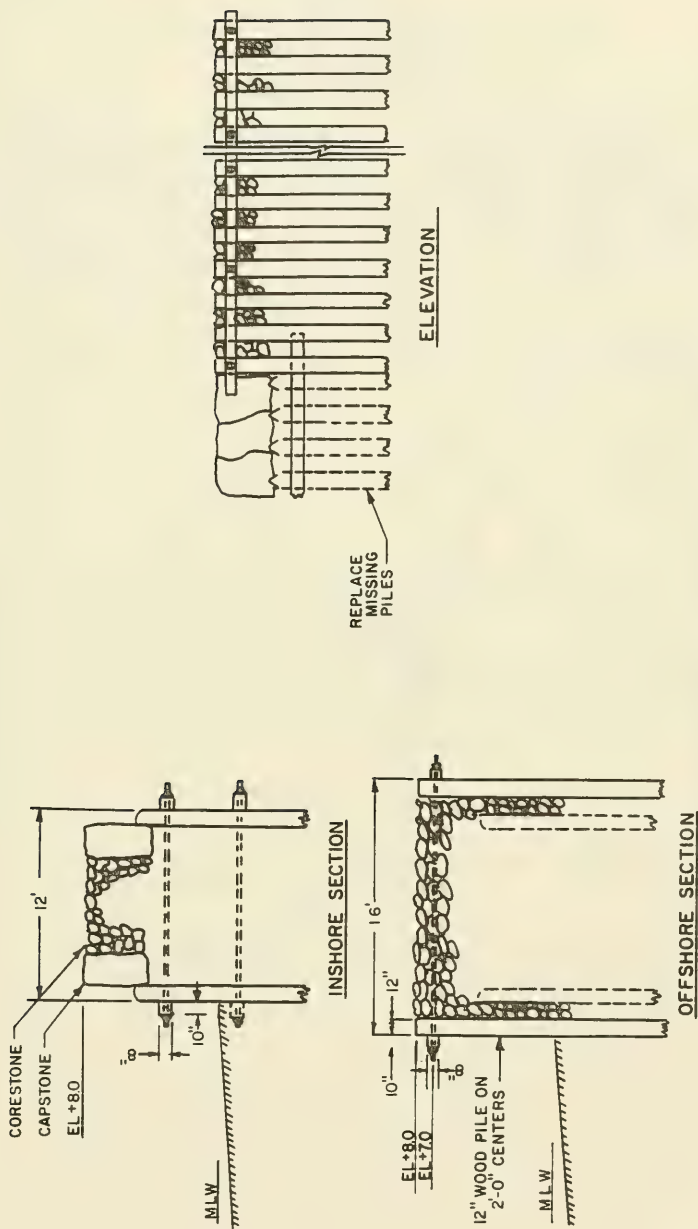 CORESTONE
CAPSTONE
EL +8.0
12'
8"
10"
MLW
INSHORE SECTION
16'
12"
10"
EL +8.0
EL +7.0
8"
12" WOOD PILE ON
2'-0" CENTERS
MLW
OFFSHORE SECTION
REPLACE
MISSING
PILES
ELEVATION